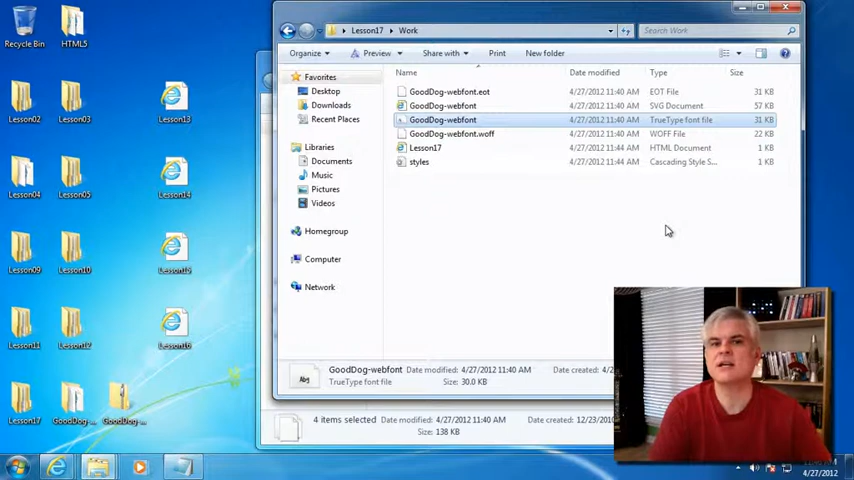 Recycle Bin
HTML5
Lesson02
Lesson03
Lesson13
Lesson04
Lesson05
Lesson14
Lesson09
Lesson10
Lesson15
Lesson11
Lesson12
Lesson16
Lesson17
GoodDog-...
GoodDog-...
Lesson17 Work
Search Work
Organize Preview Share with Print New folder
Name Date modified Type Size
GoodDog-webfont.eot 4/27/2012 11:40 AM EOT File 31 KB
GoodDog-webfont 4/27/2012 11:40 AM SVG Document 57 KB
GoodDog-webfont 4/27/2012 11:40 AM TrueType font file 31 KB
GoodDog-webfont.woff 4/27/2012 11:40 AM WOFF File 22 KB
Lesson17 4/27/2012 11:44 AM HTML Document 1 KB
styles 4/27/2012 11:44 AM Cascading Style S... 1 KB
Favorites
Desktop
Downloads
Recent Places
Libraries
Documents
Music
Pictures
Videos
Homegroup
Computer
Network
GoodDog-webfont Date modified: 4/27/2012 11:40 AM Date created: 4/2
TrueType font file Size: 30.0 KB
4 items selected Date modified: 4/27/2012 11:40 AM Date created: 12/23/2010
Size: 138 KB
4/27/2012